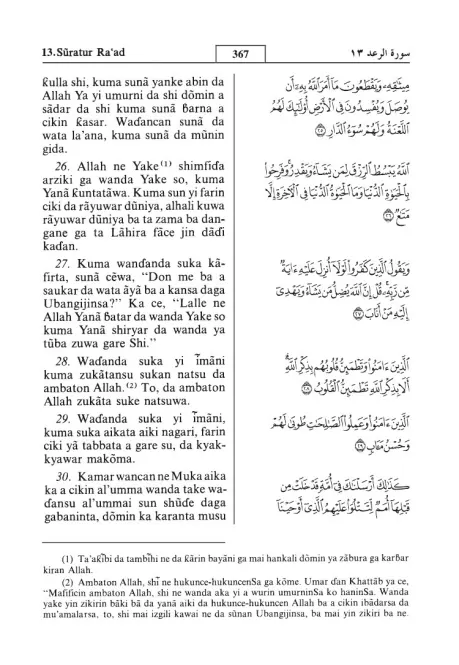 13.Sūratur Ra'ad
367
سورة الرعد ١٣
ƙulla shi, kuma sunā yanke abin da
Allah Ya yi umurni da shi dōmin a
sādar da shi kuma sunā ɓarna a
cikin ƙasar. Waɗancan sunā da
wata la'ana, kuma sunā da mūnin
gida.
26. Allah ne Yake⁽¹⁾ shimfiɗa
arziki ga wanda Yake so, kuma
Yanā ƙuntatāwa. Kuma sun yi farin
ciki da rāyuwar dūniya, alhali kuwa
rāyuwar dūniya ba ta zama ba dan-
gane ga ta Lāhira fāce jin dāɗi
kaɗan.
27. Kuma wanɗanda suka kā-
firta, sunā cēwa, “Don me ba a
saukar da wata āyā ba a kansa daga
Ubangijinsa?” Ka ce, “Lalle ne
Allah Yanā ɓatar da wanda Yake so
kuma Yanā shiryar da wanda ya
tūba zuwa gare Shi.”
28. Waɗanda suka yi īmāni
kuma zukātansu sukan natsu da
ambaton Allah.⁽²⁾ To, da ambaton
Allah zukāta suke natsuwa.
29. Waɗanda suka yi īmāni,
kuma suka aikata aiki nagari, farin
ciki yā tabbata a gare su, da kyak-
kyawar makōma.
30. Kamar wancan ne Muka aika
ka a cikin al'umma wanda take wa-
ɗansu al'ummai sun shūɗe daga
gabaninta, dōmin ka karanta musu
مِيثَٰقِهِۦ وَيَقْطَعُونَ مَآ أَمَرَ ٱللَّهُ بِهِۦٓ أَن
يُوصَلَ وَيُفْسِدُونَ فِى ٱلْأَرْضِ أُو۟لَٰٓئِكَ لَهُمُ
ٱللَّعْنَةُ وَلَهُمْ سُوٓءُ ٱلدَّارِ ﴿٢٥﴾
ٱللَّهُ يَبْسُطُ ٱلرِّزْقَ لِمَن يَشَآءُ وَيَقْدِرُ وَفَرِحُوا۟
بِٱلْحَيَوٰةِ ٱلدُّنْيَا وَمَا ٱلْحَيَوٰةُ ٱلدُّنْيَا فِى ٱلْءَاخِرَةِ إِلَّا
مَتَٰعٌ ﴿٢٦﴾
وَيَقُولُ ٱلَّذِينَ كَفَرُوا۟ لَوْلَآ أُنزِلَ عَلَيْهِ ءَايَةٌ
مِّن رَّبِّهِۦ قُلْ إِنَّ ٱللَّهَ يُضِلُّ مَن يَشَآءُ وَيَهْدِىٓ
إِلَيْهِ مَنْ أَنَابَ ﴿٢٧﴾
ٱلَّذِينَ ءَامَنُوا۟ وَتَطْمَئِنُّ قُلُوبُهُم بِذِكْرِ ٱللَّهِ
أَلَا بِذِكْرِ ٱللَّهِ تَطْمَئِنُّ ٱلْقُلُوبُ ﴿٢٨﴾
ٱلَّذِينَ ءَامَنُوا۟ وَعَمِلُوا۟ ٱلصَّٰلِحَٰتِ طُوبَىٰ لَهُمْ
وَحُسْنُ مَـَٔابٍ ﴿٢٩﴾
كَذَٰلِكَ أَرْسَلْنَٰكَ فِىٓ أُمَّةٍ قَدْ خَلَتْ مِن
قَبْلِهَآ أُمَمٌ لِّتَتْلُوَا۟ عَلَيْهِمُ ٱلَّذِىٓ أَوْحَيْنَآ
(1) Ta'aƙībi da tambīhi ne da ƙārin bayāni ga mai hankali dōmin ya zābura ga karɓar
kiran Allah.
(2) Ambaton Allah, shī ne hukunce-hukuncenSa ga kōme. Umar ɗan Khattāb ya ce,
“Mafificin ambaton Allah, shi ne wanda aka yi a wurin umurninSa ko haninSa. Wanda
yake yin zikirin bāki bā da yanā aiki da hukunce-hukuncen Allah ba a cikin ibādarsa da
mu'amalarsa, to, shi mai izgili kawai ne da sūnan Ubangijinsa, ba mai yin zikiri ba ne.